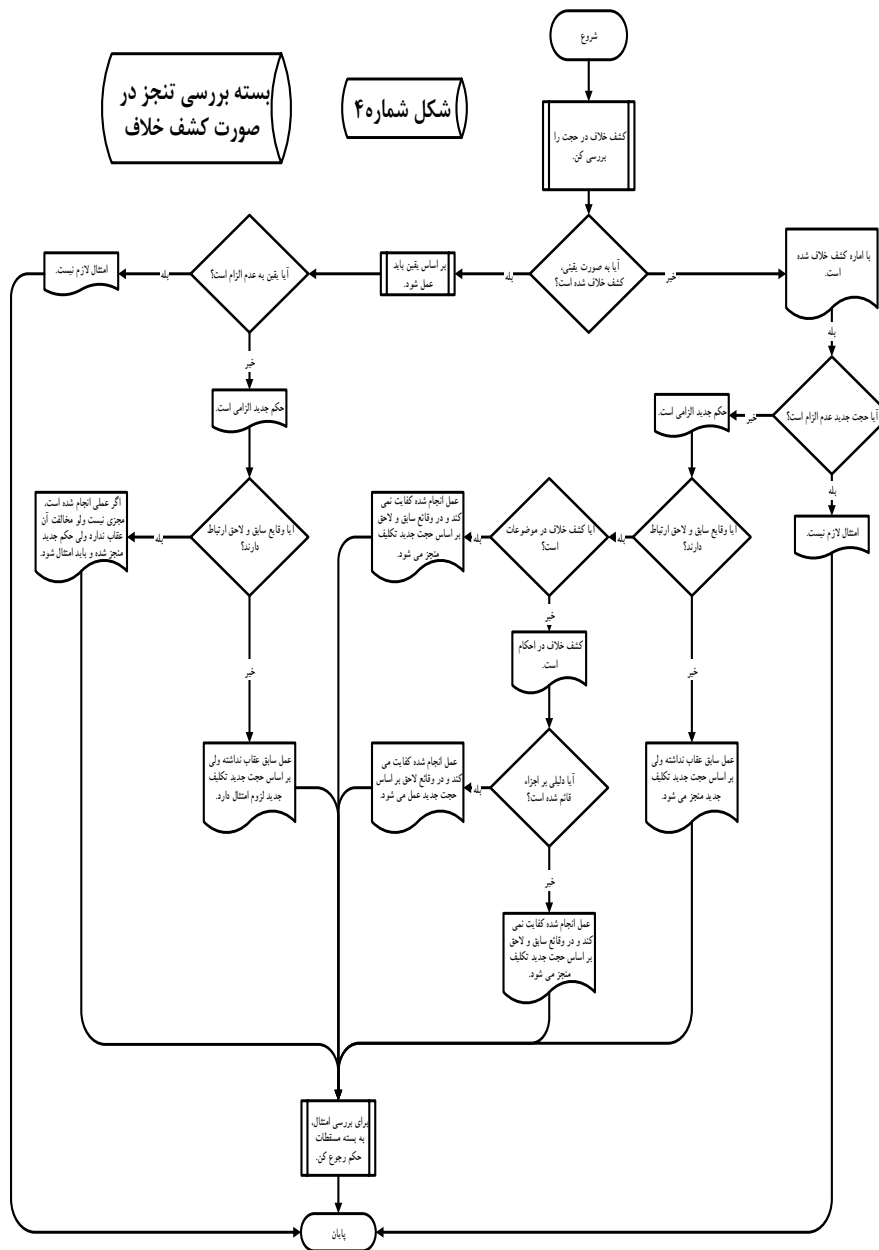 شروع
بسته بررسی تنجز در
صورت کشف خلاف
شکل شماره۴
کشف خلاف در حجت را
بررسی کن.
آیا به صورت یقینی،
کشف خلاف شده است؟
خیر
با اماره کشف خلاف شده
است.
بله
بر اساس یقین باید
عمل شود.
آیا یقین به عدم الزام است؟
بله
امتثال لازم نیست.
بله
آیا حجت جدید عدم الزام است؟
خیر
حکم جدید الزامی است.
خیر
حکم جدید الزامی است.
بله
امتثال لازم نیست.
آیا وقایع سابق و لاحق ارتباط
دارند؟
بله
آیا کشف خلاف در موضوعات
است؟
بله
عمل انجام شده کفایت نمی
کند و در وقائع سابق و لاحق
بر اساس حجت جدید تکلیف
منجز می شود.
آیا وقایع سابق و لاحق ارتباط
دارند؟
بله
اگر عملی انجام شده است،
مجزی نیست ولو مخالفت آن
عقاب ندارد ولی حکم جدید
منجز شده و باید امتثال شود.
خیر
کشف خلاف در احکام
است.
خیر
خیر
عمل سابق عقاب نداشته ولی
بر اساس حجت جدید تکلیف
جدید منجز می شود.
آیا دلیلی بر اجزاء
قائم شده است؟
بله
عمل انجام شده کفایت می
کند و در وقائع لاحق بر اساس
حجت جدید عمل می شود.
عمل سابق عقاب نداشته ولی
بر اساس حجت جدید تکلیف
جدید لزوم امتثال دارد.
خیر
عمل انجام شده کفایت نمی
کند و در وقائع سابق و لاحق
بر اساس حجت جدید تکلیف
منجز می شود.
برای بررسی امتثال،
به بسته مسقطات
حکم رجوع کن.
پایان